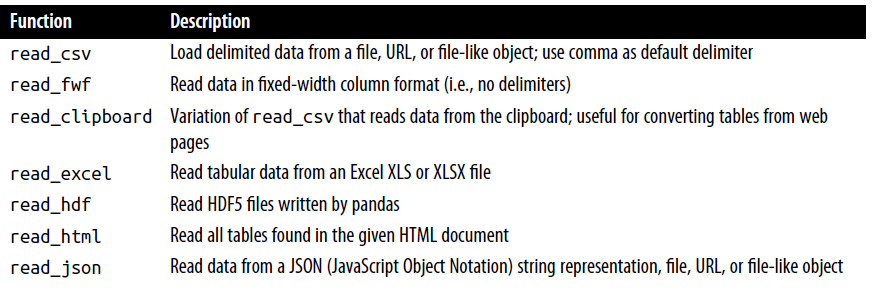 Function Description
read_csv Load delimited data from a file, URL, or file-like object; use comma as default delimiter
read_fwf Read data in fixed-width column format (i.e., no delimiters)
read_clipboard Variation of read_csv that reads data from the clipboard; useful for converting tables from web
pages
read_excel Read tabular data from an Excel XLS or XLSX file
read_hdf Read HDF5 files written by pandas
read_html Read all tables found in the given HTML document
read_json Read data from a JSON (JavaScript Object Notation) string representation, file, URL, or file-like object